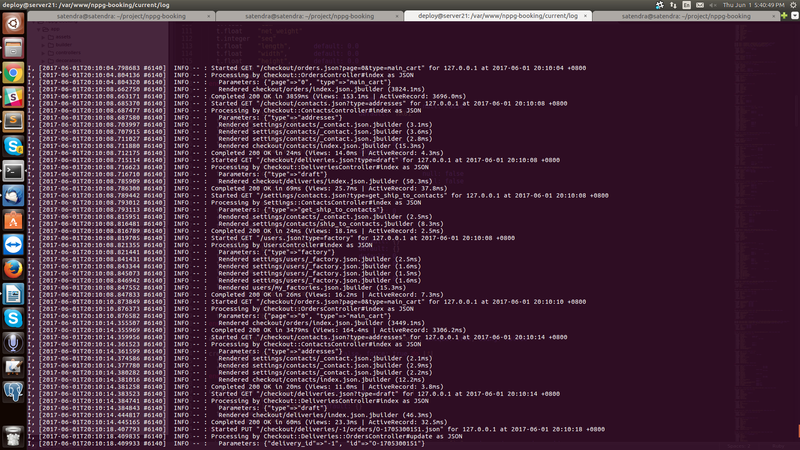 deploy@server21: /var/www/nppg-booking/current/log
En
5:40:49 PM
Thu Jun 1
satendra@satendra: ~/project/nppg-booking
satendra@satendra: ~/project/nppg-booking
deploy@server21: /var/www/nppg-booking/current/log
satendra@satendra: ~/project/nppg-booking
I, [2017-06-01T20:10:04.798683 #6140]  INFO -- : Started GET "/checkout/orders.json?page=0&type=main_cart" for 127.0.0.1 at 2017-06-01 20:10:04 +0800
I, [2017-06-01T20:10:04.804136 #6140]  INFO -- : Processing by Checkout::OrdersController#index as JSON
I, [2017-06-01T20:10:04.804320 #6140]  INFO -- :   Parameters: {"page"=>"0", "type"=>"main_cart"}
I, [2017-06-01T20:10:08.662750 #6140]  INFO -- :   Rendered checkout/orders/index.json.jbuilder (3824.1ms)
I, [2017-06-01T20:10:08.663171 #6140]  INFO -- : Completed 200 OK in 3859ms (Views: 153.1ms | ActiveRecord: 3696.0ms)
I, [2017-06-01T20:10:08.685370 #6140]  INFO -- : Started GET "/checkout/contacts.json?type=addresses" for 127.0.0.1 at 2017-06-01 20:10:08 +0800
I, [2017-06-01T20:10:08.687477 #6140]  INFO -- : Processing by Checkout::ContactsController#index as JSON
I, [2017-06-01T20:10:08.687580 #6140]  INFO -- :   Parameters: {"type"=>"addresses"}
I, [2017-06-01T20:10:08.703997 #6140]  INFO -- :   Rendered settings/contacts/_contact.json.jbuilder (3.1ms)
I, [2017-06-01T20:10:08.707915 #6140]  INFO -- :   Rendered settings/contacts/_contact.json.jbuilder (3.6ms)
I, [2017-06-01T20:10:08.711027 #6140]  INFO -- :   Rendered settings/contacts/_contact.json.jbuilder (2.8ms)
I, [2017-06-01T20:10:08.711880 #6140]  INFO -- :   Rendered checkout/contacts/index.json.jbuilder (15.3ms)
I, [2017-06-01T20:10:08.712175 #6140]  INFO -- : Completed 200 OK in 24ms (Views: 14.0ms | ActiveRecord: 4.3ms)
I, [2017-06-01T20:10:08.715114 #6140]  INFO -- : Started GET "/checkout/deliveries.json?type=draft" for 127.0.0.1 at 2017-06-01 20:10:08 +0800
I, [2017-06-01T20:10:08.716623 #6140]  INFO -- : Processing by Checkout::DeliveriesController#index as JSON
I, [2017-06-01T20:10:08.716710 #6140]  INFO -- :   Parameters: {"type"=>"draft"}
I, [2017-06-01T20:10:08.785909 #6140]  INFO -- :   Rendered checkout/deliveries/index.json.jbuilder (50.3ms)
I, [2017-06-01T20:10:08.786300 #6140]  INFO -- : Completed 200 OK in 69ms (Views: 25.7ms | ActiveRecord: 37.8ms)
I, [2017-06-01T20:10:08.789442 #6140]  INFO -- : Started GET "/settings/contacts.json?type=get_ship_to_contacts" for 127.0.0.1 at 2017-06-01 20:10:08 +0800
I, [2017-06-01T20:10:08.793012 #6140]  INFO -- : Processing by Settings::ContactsController#index as JSON
I, [2017-06-01T20:10:08.793113 #6140]  INFO -- :   Parameters: {"type"=>"get_ship_to_contacts"}
I, [2017-06-01T20:10:08.815951 #6140]  INFO -- :   Rendered settings/contacts/_contact.json.jbuilder (2.5ms)
I, [2017-06-01T20:10:08.816481 #6140]  INFO -- :   Rendered settings/contacts/ship_to_contacts.json.jbuilder (8.3ms)
I, [2017-06-01T20:10:08.816789 #6140]  INFO -- : Completed 200 OK in 24ms (Views: 18.1ms | ActiveRecord: 2.5ms)
I, [2017-06-01T20:10:08.819705 #6140]  INFO -- : Started GET "/users.json?type=factory" for 127.0.0.1 at 2017-06-01 20:10:08 +0800
I, [2017-06-01T20:10:08.821355 #6140]  INFO -- : Processing by UsersController#index as JSON
I, [2017-06-01T20:10:08.821441 #6140]  INFO -- :   Parameters: {"type"=>"factory"}
I, [2017-06-01T20:10:08.841431 #6140]  INFO -- :   Rendered settings/users/_factory.json.jbuilder (2.5ms)
I, [2017-06-01T20:10:08.843344 #6140]  INFO -- :   Rendered settings/users/_factory.json.jbuilder (1.6ms)
I, [2017-06-01T20:10:08.845073 #6140]  INFO -- :   Rendered settings/users/_factory.json.jbuilder (1.5ms)
I, [2017-06-01T20:10:08.846942 #6140]  INFO -- :   Rendered settings/users/_factory.json.jbuilder (1.6ms)
I, [2017-06-01T20:10:08.847552 #6140]  INFO -- :   Rendered users/my_factories.json.jbuilder (15.3ms)
I, [2017-06-01T20:10:08.847833 #6140]  INFO -- : Completed 200 OK in 26ms (Views: 16.2ms | ActiveRecord: 7.3ms)
I, [2017-06-01T20:10:10.873849 #6140]  INFO -- : Started GET "/checkout/orders.json?page=0&type=main_cart" for 127.0.0.1 at 2017-06-01 20:10:10 +0800
I, [2017-06-01T20:10:10.876373 #6140]  INFO -- : Processing by Checkout::OrdersController#index as JSON
I, [2017-06-01T20:10:10.876502 #6140]  INFO -- :   Parameters: {"page"=>"0", "type"=>"main_cart"}
I, [2017-06-01T20:10:14.355507 #6140]  INFO -- :   Rendered checkout/orders/index.json.jbuilder (3449.1ms)
I, [2017-06-01T20:10:14.355969 #6140]  INFO -- : Completed 200 OK in 3479ms (Views: 164.4ms | ActiveRecord: 3306.2ms)
I, [2017-06-01T20:10:14.359956 #6140]  INFO -- : Started GET "/checkout/contacts.json?type=addresses" for 127.0.0.1 at 2017-06-01 20:10:14 +0800
I, [2017-06-01T20:10:14.361523 #6140]  INFO -- : Processing by Checkout::ContactsController#index as JSON
I, [2017-06-01T20:10:14.361599 #6140]  INFO -- :   Parameters: {"type"=>"addresses"}
I, [2017-06-01T20:10:14.374586 #6140]  INFO -- :   Rendered settings/contacts/_contact.json.jbuilder (2.1ms)
I, [2017-06-01T20:10:14.377780 #6140]  INFO -- :   Rendered settings/contacts/_contact.json.jbuilder (2.9ms)
I, [2017-06-01T20:10:14.380282 #6140]  INFO -- :   Rendered settings/contacts/_contact.json.jbuilder (2.2ms)
I, [2017-06-01T20:10:14.381016 #6140]  INFO -- :   Rendered checkout/contacts/index.json.jbuilder (12.2ms)
I, [2017-06-01T20:10:14.381258 #6140]  INFO -- : Completed 200 OK in 20ms (Views: 11.8ms | ActiveRecord: 3.8ms)
I, [2017-06-01T20:10:14.383523 #6140]  INFO -- : Started GET "/checkout/deliveries.json?type=draft" for 127.0.0.1 at 2017-06-01 20:10:14 +0800
I, [2017-06-01T20:10:14.384741 #6140]  INFO -- : Processing by Checkout::DeliveriesController#index as JSON
I, [2017-06-01T20:10:14.384843 #6140]  INFO -- :   Parameters: {"type"=>"draft"}
I, [2017-06-01T20:10:14.444817 #6140]  INFO -- :   Rendered checkout/deliveries/index.json.jbuilder (46.3ms)
I, [2017-06-01T20:10:14.445165 #6140]  INFO -- : Completed 200 OK in 60ms (Views: 23.3ms | ActiveRecord: 32.5ms)
I, [2017-06-01T20:10:18.407793 #6140]  INFO -- : Started PUT "/checkout/deliveries/-1/orders/O-1705300151.json" for 127.0.0.1 at 2017-06-01 20:10:18 +0800
I, [2017-06-01T20:10:18.409835 #6140]  INFO -- : Processing by Checkout::Deliveries::OrdersController#update as JSON
I, [2017-06-01T20:10:18.409933 #6140]  INFO -- :   Parameters: {"delivery_id"=>"-1", "id"=>"O-1705300151"}